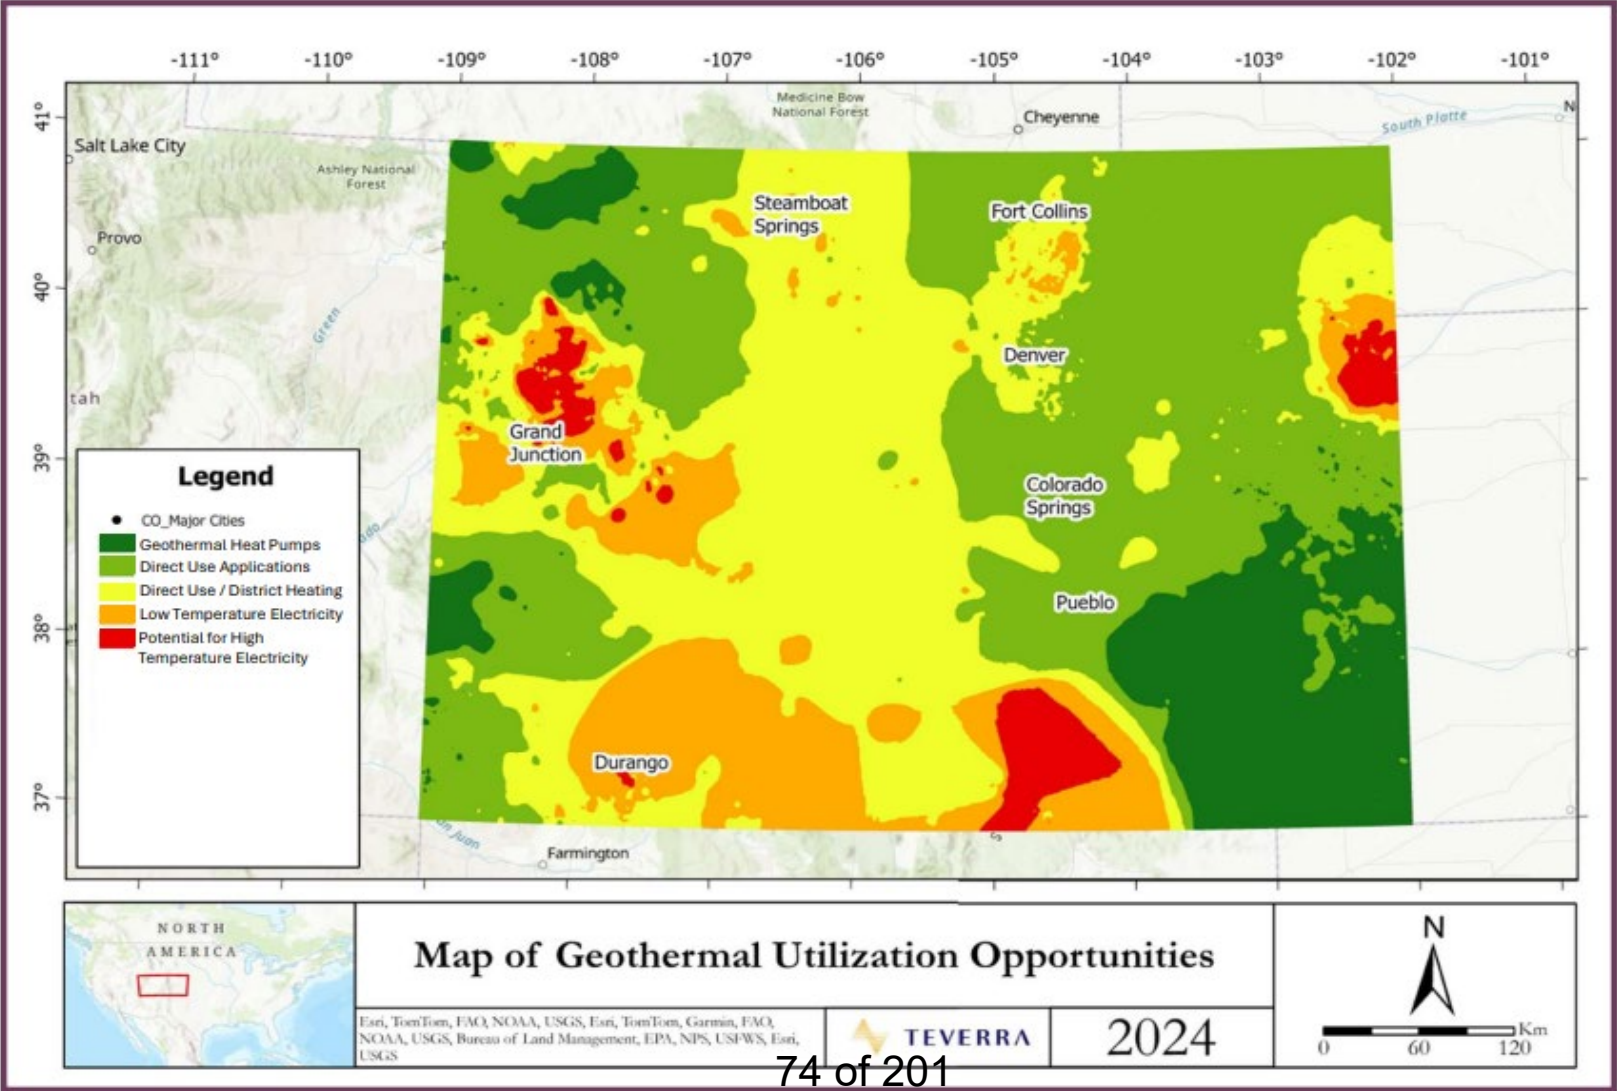 -111° -110° -109° -108° -107° -106° -105° -104° -103° -102° -101°
41°
40°
39°
38°
37°
Medicine Bow
National Forest
Cheyenne
South Platte
N
Salt Lake City
Ashley National
Forest
Provo
Green
tah
Steamboat
Springs
Fort Collins
Denver
Grand
Junction
Colorado
Springs
Pueblo
Durango
Farmington
an Juan
ado
Legend
CO_Major Cities
Geothermal Heat Pumps
Direct Use Applications
Direct Use / District Heating
Low Temperature Electricity
Potential for High
Temperature Electricity
NORTH
AMERICA
Map of Geothermal Utilization Opportunities
Esri, TomTom, FAO, NOAA, USGS, Esri, TomTom, Garmin, FAO,
NOAA, USGS, Bureau of Land Management, EPA, NPS, USFWS, Esri,
USGS
TEVERRA
2024
N
Km
0 60 120
74 of 201